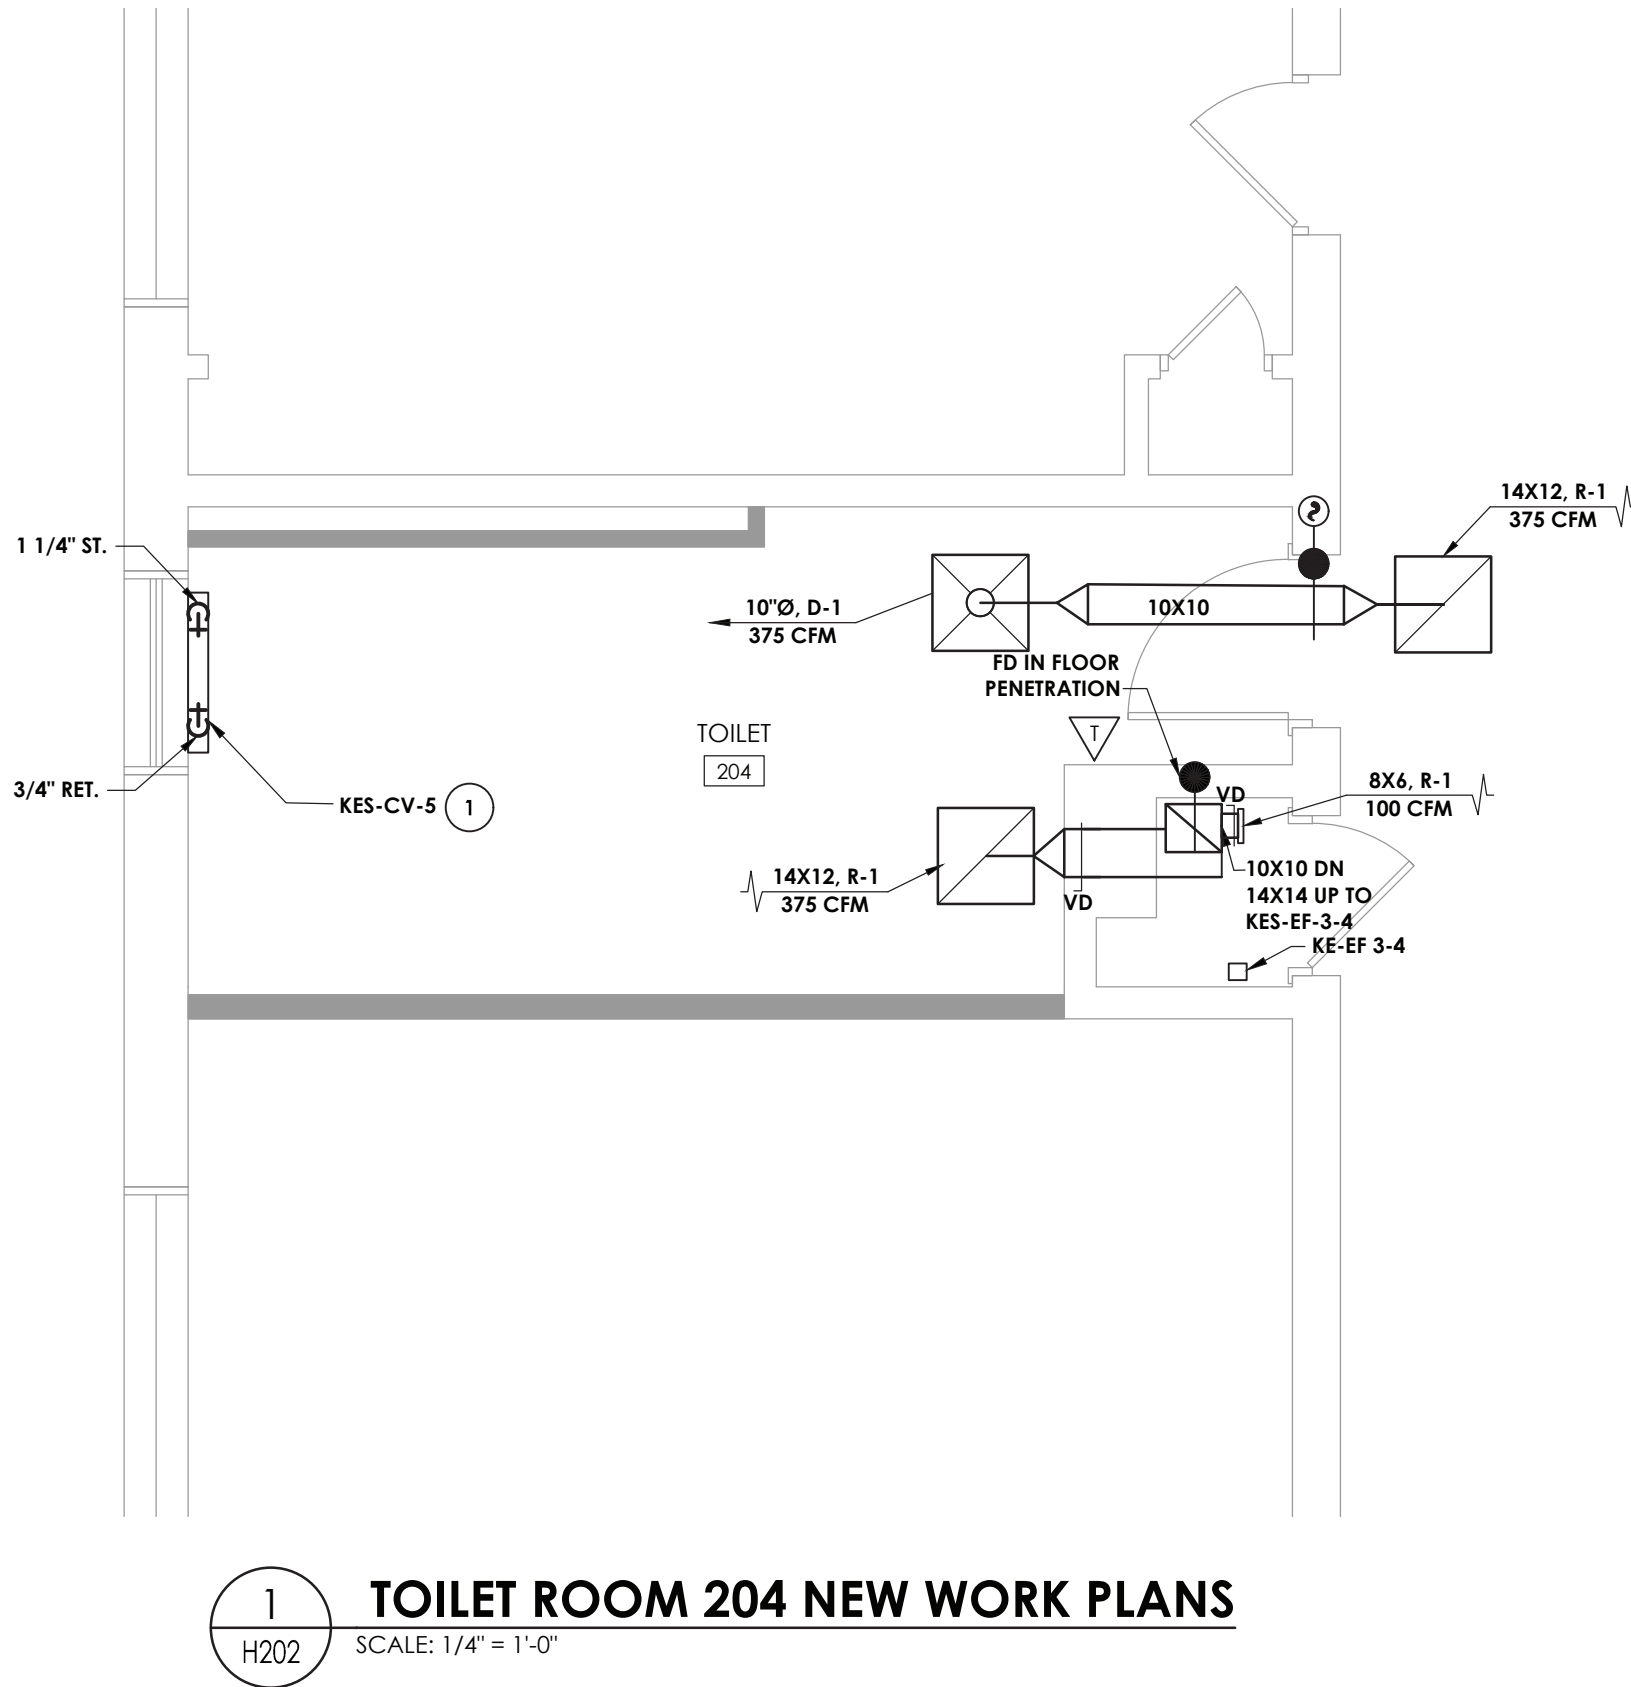 14X12, R-1
375 CFM
1 1/4" ST.
10"Ø, D-1
375 CFM
10X10
FD IN FLOOR
PENETRATION
TOILET
204
T
3/4" RET.
KES-CV-5
1
VD
8X6, R-1
100 CFM
14X12, R-1
375 CFM
VD
10X10 DN
14X14 UP TO
KES-EF-3-4
KE-EF 3-4
1
H202
TOILET ROOM 204 NEW WORK PLANS
SCALE: 1/4" = 1'-0"